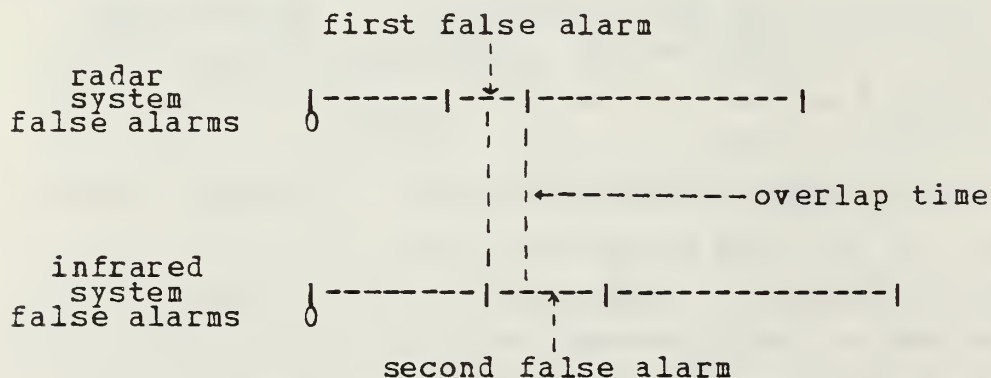 first false alarm
radar
system
false alarms
0
overlap time
infrared
system
false alarms
0
second false alarm